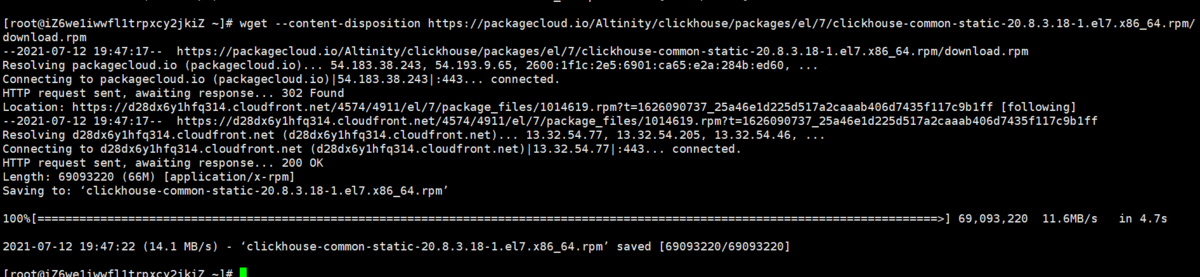 [root@iZ6we1iwwfl1trpxcy2jkiZ ~]# wget --content-disposition https://packagecloud.io/Altinity/clickhouse/packages/el/7/clickhouse-common-static-20.8.3.18-1.el7.x86_64.rpm/
download.rpm
--2021-07-12 19:47:17--  https://packagecloud.io/Altinity/clickhouse/packages/el/7/clickhouse-common-static-20.8.3.18-1.el7.x86_64.rpm/download.rpm
Resolving packagecloud.io (packagecloud.io)... 54.183.38.243, 54.193.9.65, 2600:1f1c:2e5:6901:ca65:e2a:284b:ed60, ...
Connecting to packagecloud.io (packagecloud.io)|54.183.38.243|:443... connected.
HTTP request sent, awaiting response... 302 Found
Location: https://d28dx6y1hfq314.cloudfront.net/4574/4911/el/7/package_files/1014619.rpm?t=1626090737_25a46e1d225d517a2caaab406d7435f117c9b1ff [following]
--2021-07-12 19:47:17--  https://d28dx6y1hfq314.cloudfront.net/4574/4911/el/7/package_files/1014619.rpm?t=1626090737_25a46e1d225d517a2caaab406d7435f117c9b1ff
Resolving d28dx6y1hfq314.cloudfront.net (d28dx6y1hfq314.cloudfront.net)... 13.32.54.77, 13.32.54.205, 13.32.54.46, ...
Connecting to d28dx6y1hfq314.cloudfront.net (d28dx6y1hfq314.cloudfront.net)|13.32.54.77|:443... connected.
HTTP request sent, awaiting response... 200 OK
Length: 69093220 (66M) [application/x-rpm]
Saving to: ‘clickhouse-common-static-20.8.3.18-1.el7.x86_64.rpm’
100%[==================================================================================================================================>] 69,093,220  11.6MB/s   in 4.7s
2021-07-12 19:47:22 (14.1 MB/s) - ‘clickhouse-common-static-20.8.3.18-1.el7.x86_64.rpm’ saved [69093220/69093220]
[root@iZ6we1iwwfl1trpxcy2jkiZ ~]#